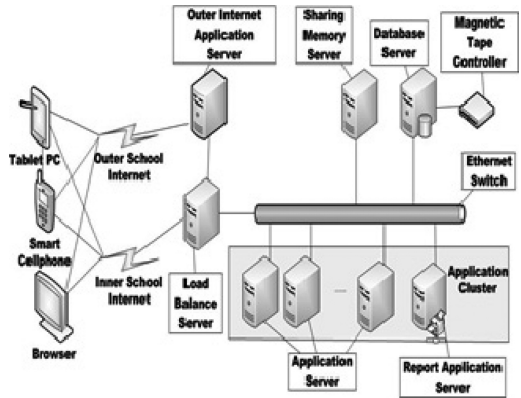 Outer Internet
Application
Server
Sharing
Memory
Server
Database
Server
Magnetic
Tape
Controller
Tablet PC
Outer School
Internet
Ethernet
Switch
Smart
Cellphone
Inner School
Internet
Load
Balance
Server
Application
Cluster
Browser
Application
Server
Report Application
Server